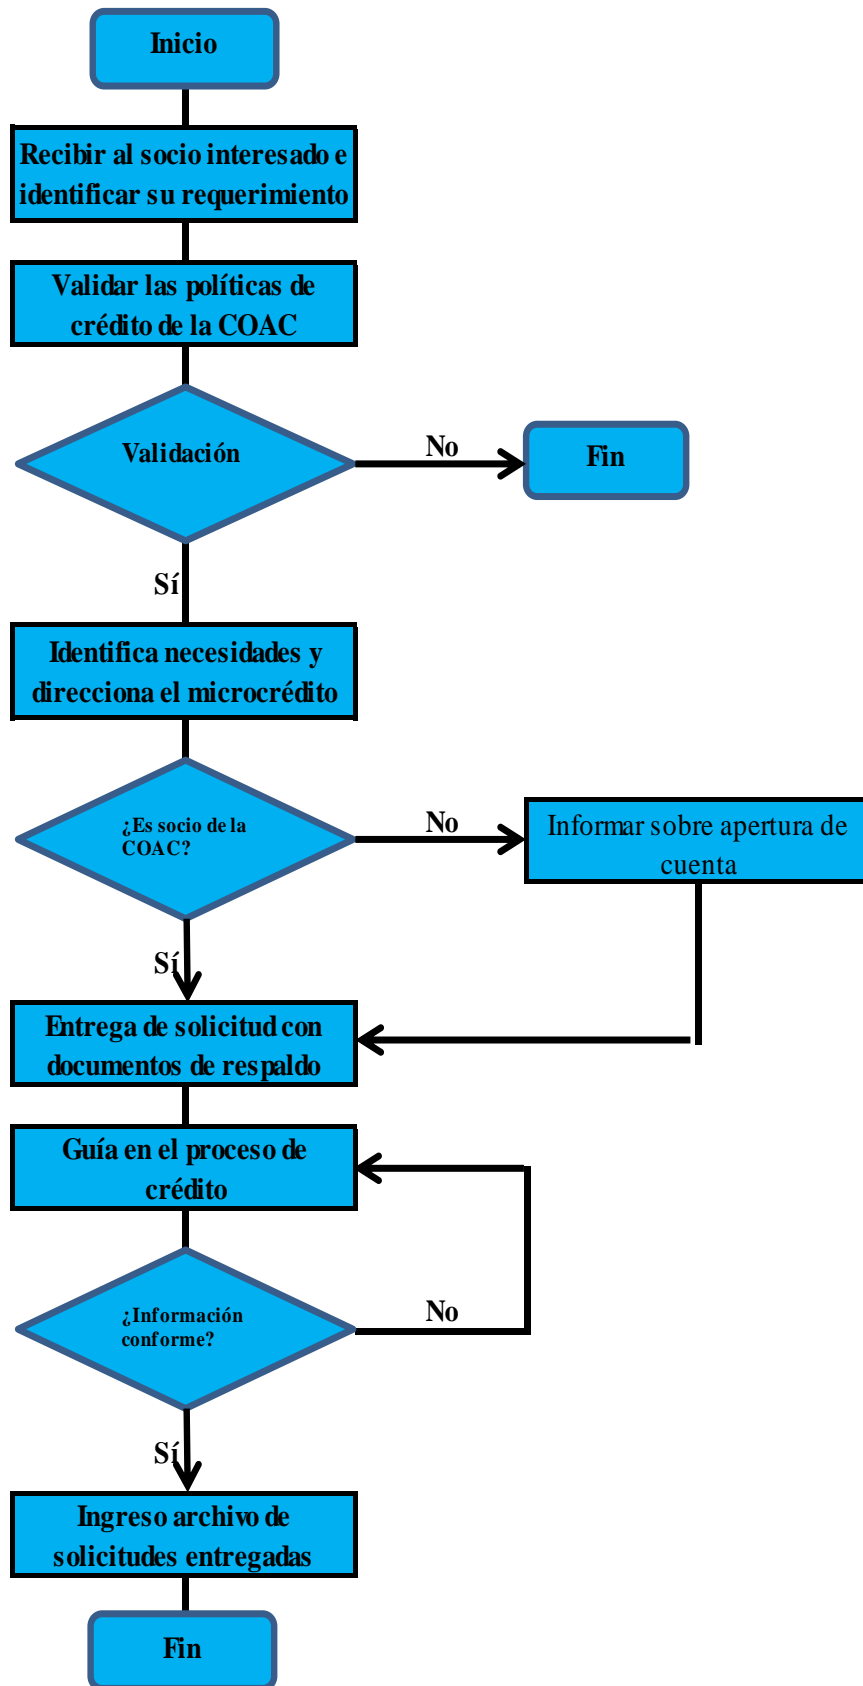 Inicio
Recibir al socio interesado e
identificar su requerimiento
Validar las políticas de
crédito de la COAC
Validación
No
Fin
Sí
Identifica necesidades y
direcciona el microcrédito
¿Es socio de la
COAC?
No
Informar sobre apertura de
cuenta
Sí
Entrega de solicitud con
documentos de respaldo
Guía en el proceso de
crédito
¿Información
conforme?
No
Sí
Ingreso archivo de
solicitudes entregadas
Fin